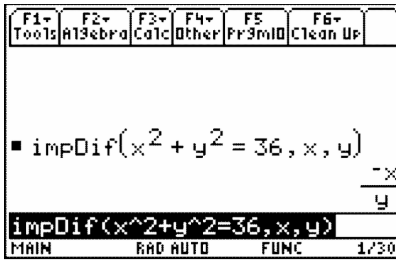 F1▾ F2▾ F3▾ F4▾ F5 F6▾
Tools Algebra Calc Other PrgmIO Clean Up
▪ impDif(x² + y² = 36, x, y)
-x
y
impDif(x^2+y^2=36,x,y)
MAIN RAD AUTO FUNC 1/30